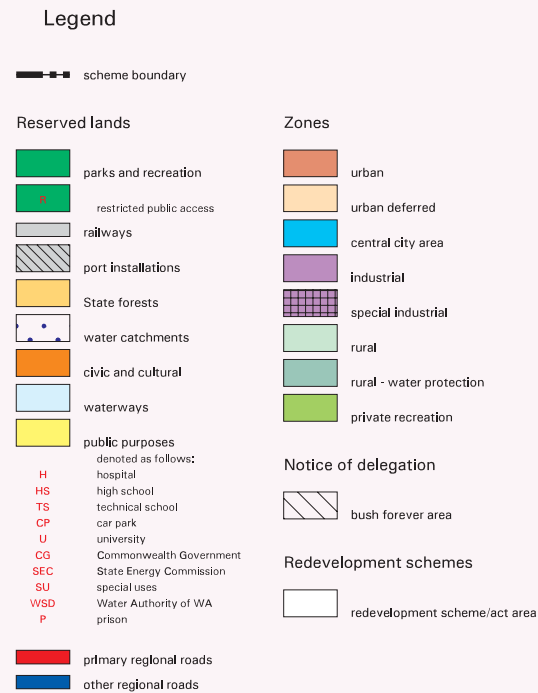 Legend
scheme boundary
Reserved lands
parks and recreation
R
restricted public access
railways
port installations
State forests
water catchments
civic and cultural
waterways
public purposes
denoted as follows:
H hospital
HS high school
TS technical school
CP car park
U university
CG Commonwealth Government
SEC State Energy Commission
SU special uses
WSD Water Authority of WA
P prison
primary regional roads
other regional roads
Zones
urban
urban deferred
central city area
industrial
special industrial
rural
rural - water protection
private recreation
Notice of delegation
bush forever area
Redevelopment schemes
redevelopment scheme/act area